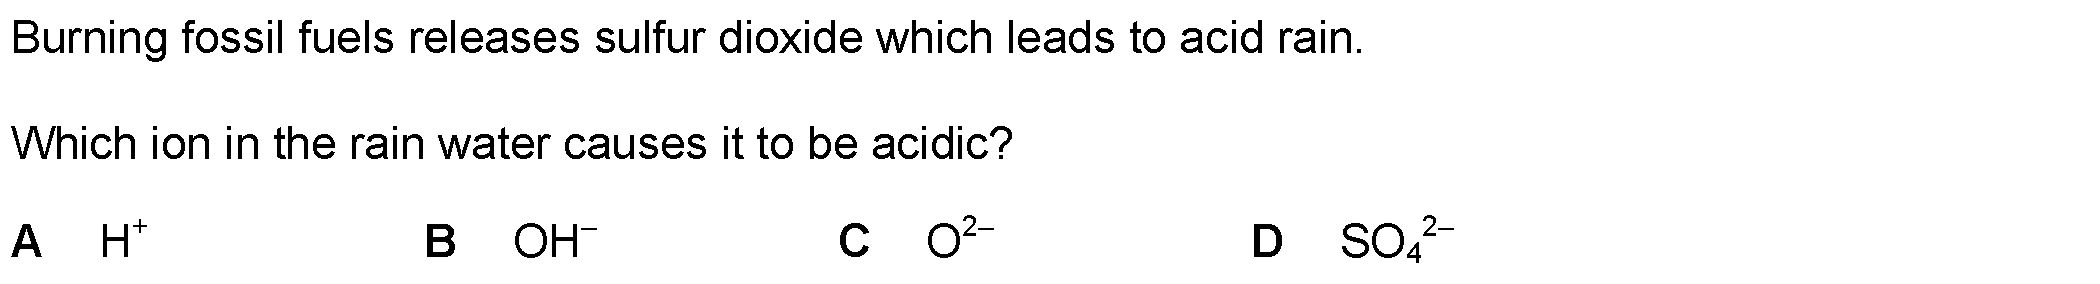 Burning fossil fuels releases sulfur dioxide which leads to acid rain.
Which ion in the rain water causes it to be acidic?
A H⁺ B OH⁻ C O²⁻ D SO₄²⁻